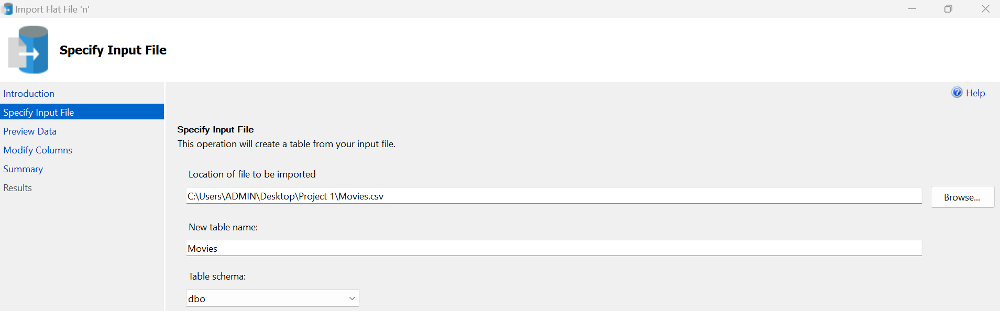 Import Flat File 'n'
Specify Input File
Introduction
Specify Input File
Preview Data
Modify Columns
Summary
Results
Help
Specify Input File
This operation will create a table from your input file.
Location of file to be imported
C:\Users\ADMIN\Desktop\Project 1\Movies.csv
Browse...
New table name:
Movies
Table schema:
dbo